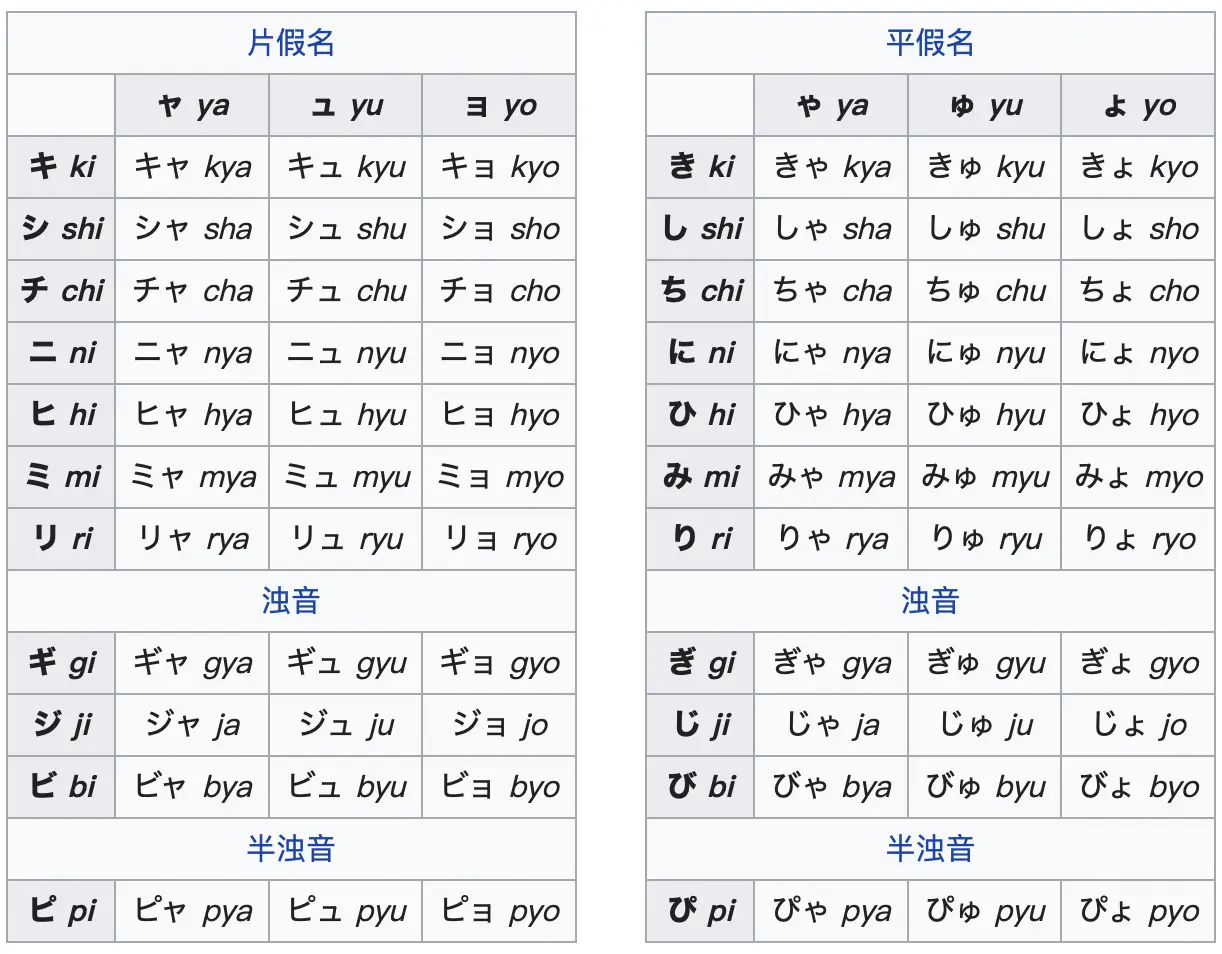 片假名
ャ ya ュ yu ョ yo
キ ki キャ kya キュ kyu キョ kyo
シ shi シャ sha シュ shu ショ sho
チ chi チャ cha チュ chu チョ cho
ニ ni ニャ nya ニュ nyu ニョ nyo
ヒ hi ヒャ hya ヒュ hyu ヒョ hyo
ミ mi ミャ mya ミュ myu ミョ myo
リ ri リャ rya リュ ryu リョ ryo
浊音
ギ gi ギャ gya ギュ gyu ギョ gyo
ジ ji ジャ ja ジュ ju ジョ jo
ビ bi ビャ bya ビュ byu ビョ byo
半浊音
ピ pi ピャ pya ピュ pyu ピョ pyo
平假名
ゃ ya ゅ yu ょ yo
き ki きゃ kya きゅ kyu きょ kyo
し shi しゃ sha しゅ shu しょ sho
ち chi ちゃ cha ちゅ chu ちょ cho
に ni にゃ nya にゅ nyu にょ nyo
ひ hi ひゃ hya ひゅ hyu ひょ hyo
み mi みゃ mya みゅ myu みょ myo
り ri りゃ rya りゅ ryu りょ ryo
浊音
ぎ gi ぎゃ gya ぎゅ gyu ぎょ gyo
じ ji じゃ ja じゅ ju じょ jo
び bi びゃ bya びゅ byu びょ byo
半浊音
ぴ pi ぴゃ pya ぴゅ pyu ぴょ pyo